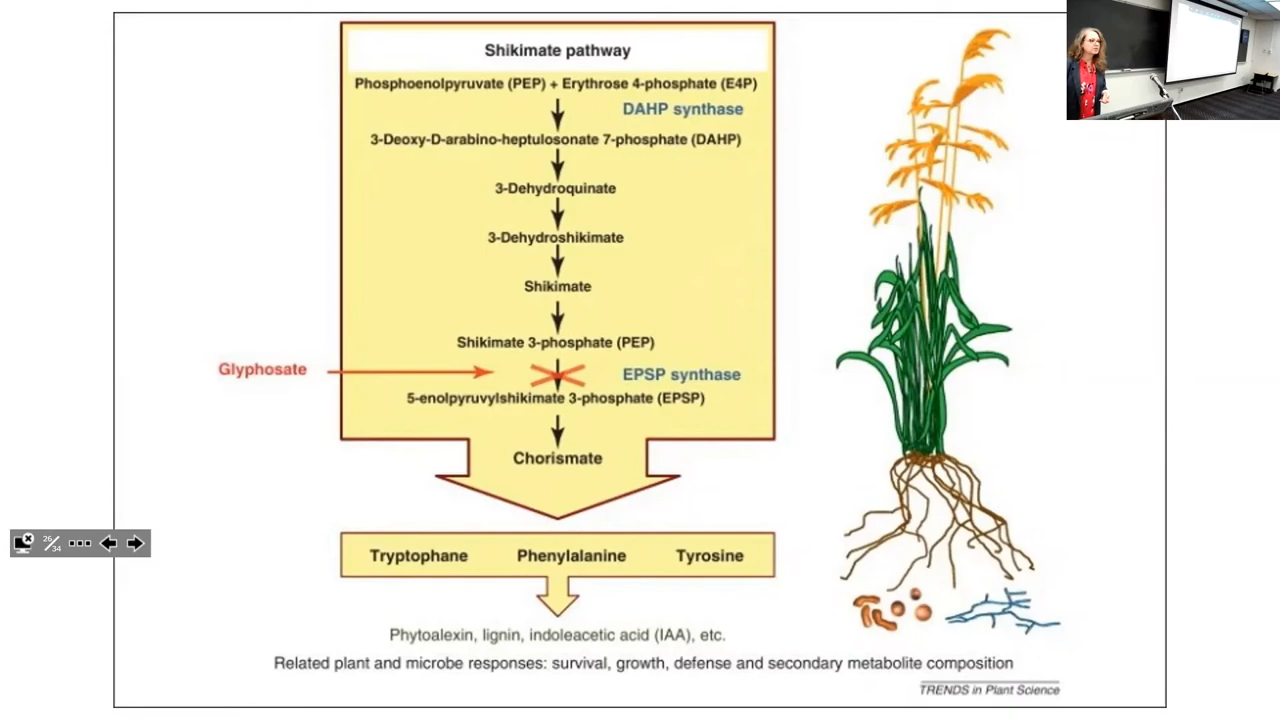 Shikimate pathway
Phosphoenolpyruvate (PEP) + Erythrose 4-phosphate (E4P)
DAHP synthase
3-Deoxy-D-arabino-heptulosonate 7-phosphate (DAHP)
3-Dehydroquinate
3-Dehydroshikimate
Shikimate
Shikimate 3-phosphate (PEP)
Glyphosate
EPSP synthase
5-enolpyruvylshikimate 3-phosphate (EPSP)
Chorismate
26/34
Tryptophane Phenylalanine Tyrosine
Phytoalexin, lignin, indoleacetic acid (IAA), etc.
Related plant and microbe responses: survival, growth, defense and secondary metabolite composition
TRENDS in Plant Science